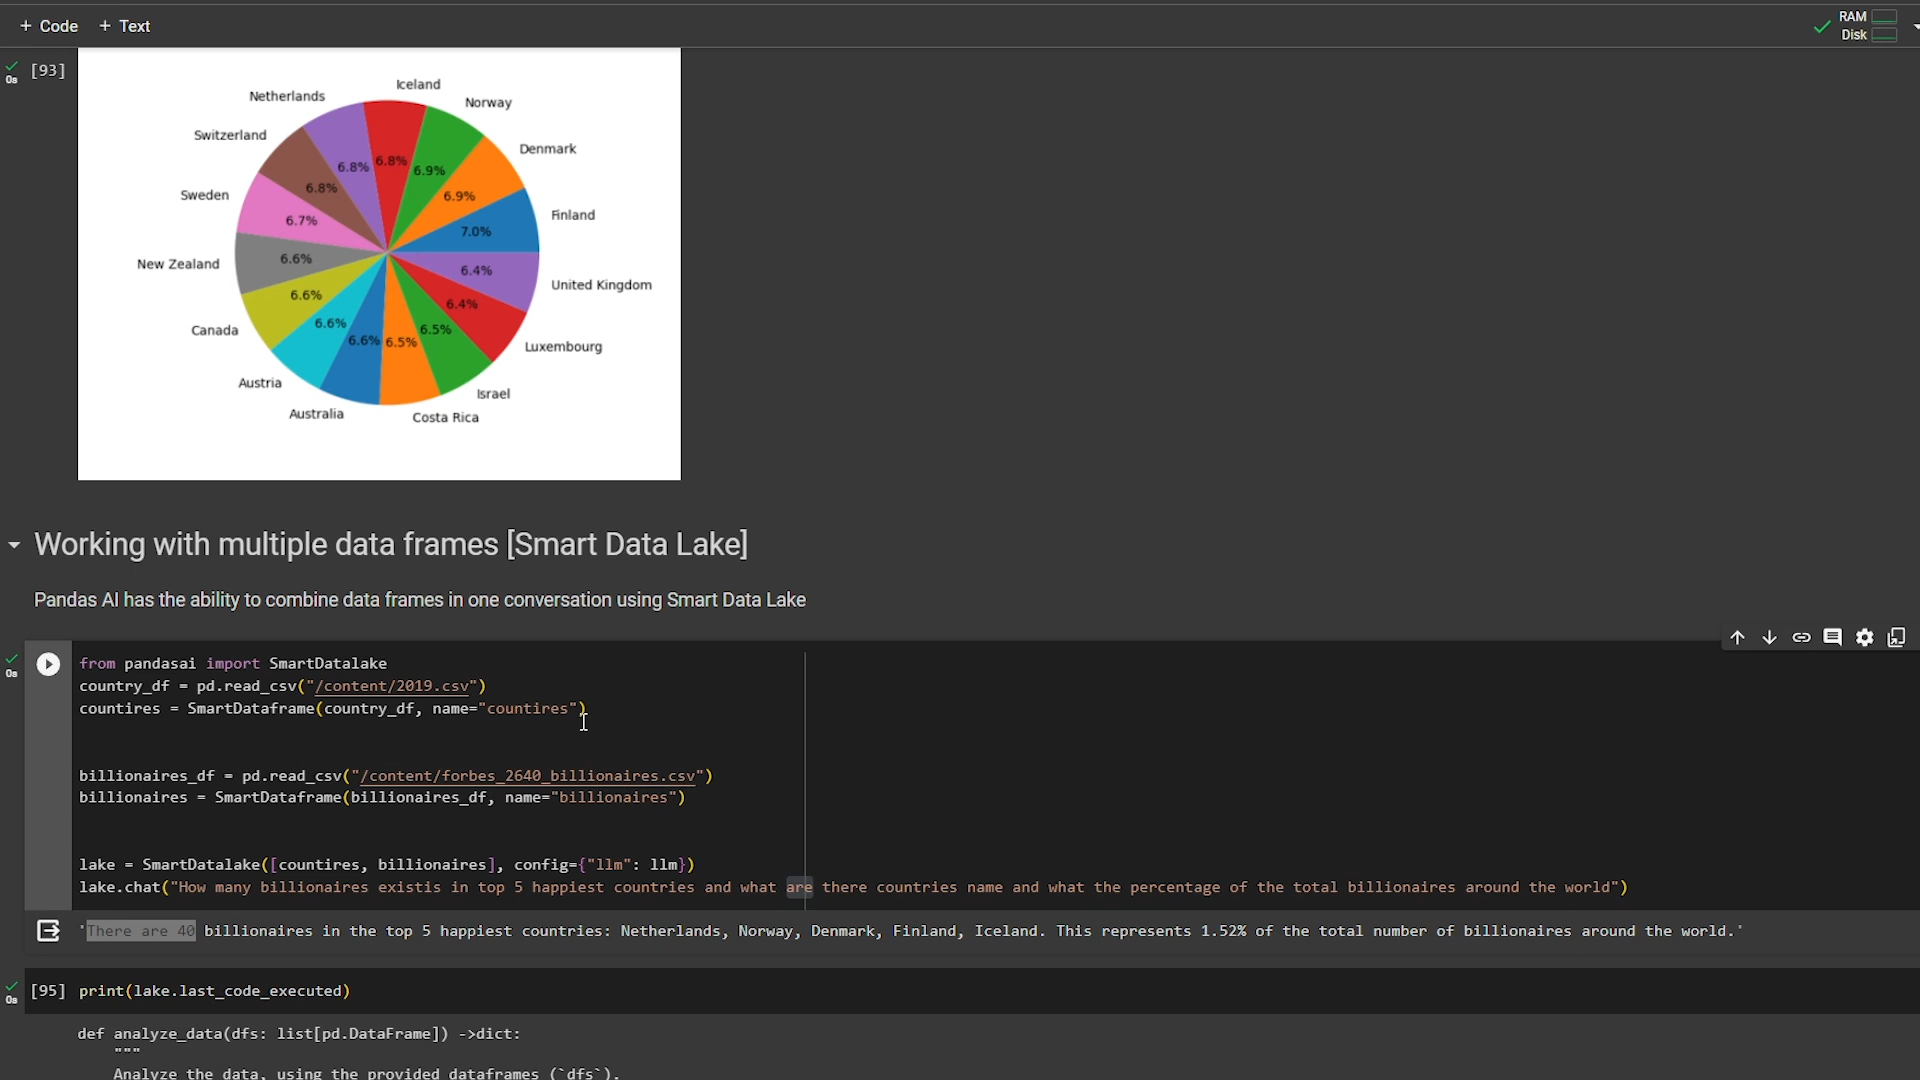 + Code + Text
RAM
Disk
0s [93]
Iceland
Netherlands
Norway
Switzerland
Denmark
6.8% 6.8% 6.9%
6.8%
6.9%
Sweden
Finland
6.7%
7.0%
New Zealand
6.6%
6.4%
United Kingdom
6.6%
6.4%
Canada
6.6%
6.6% 6.5% 6.5%
Luxembourg
Austria
Israel
Australia
Costa Rica
Working with multiple data frames [Smart Data Lake]
Pandas AI has the ability to combine data frames in one conversation using Smart Data Lake
0s
from pandasai import SmartDatalake
country_df = pd.read_csv("/content/2019.csv")
countires = SmartDataframe(country_df, name="countires")
billionaires_df = pd.read_csv("/content/forbes_2640_billionaires.csv")
billionaires = SmartDataframe(billionaires_df, name="billionaires")
lake = SmartDatalake([countires, billionaires], config={"llm": llm})
lake.chat("How many billionaires existis in top 5 happiest countries and what are there countries name and what the percentage of the total billionaires around the world")
'There are 40 billionaires in the top 5 happiest countries: Netherlands, Norway, Denmark, Finland, Iceland. This represents 1.52% of the total number of billionaires around the world.'
0s [95] print(lake.last_code_executed)
def analyze_data(dfs: list[pd.DataFrame]) ->dict:
"""
Analyze the data, using the provided dataframes (`dfs`).